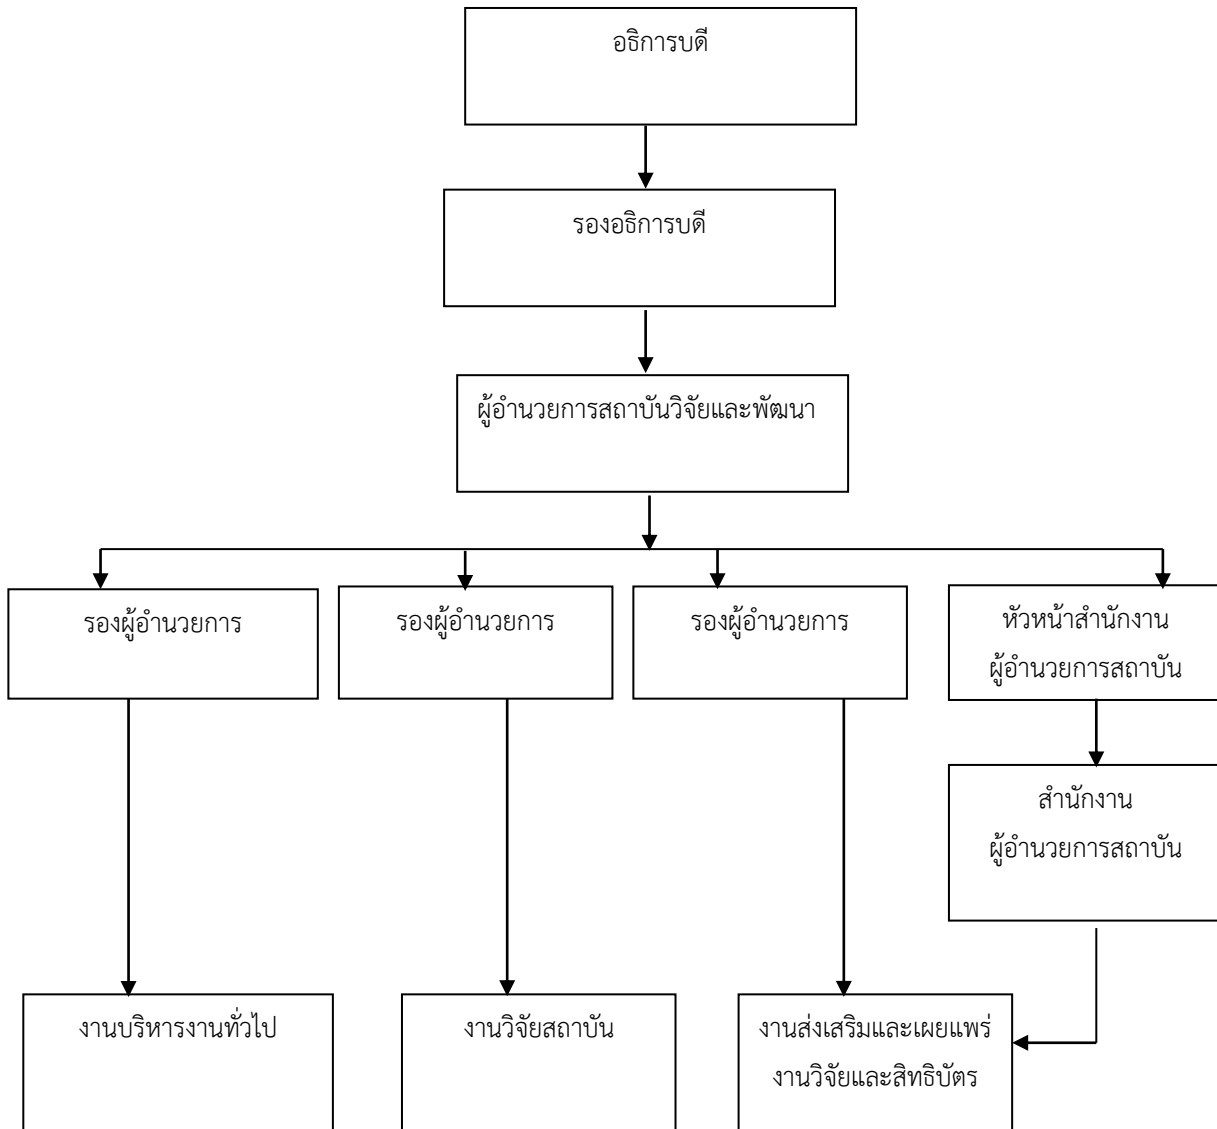 อธิการบดี
รองอธิการบดี
ผู้อำนวยการสถาบันวิจัยและพัฒนา
รองผู้อำนวยการ
รองผู้อำนวยการ
รองผู้อำนวยการ
หัวหน้าสำนักงาน
ผู้อำนวยการสถาบัน
สำนักงาน
ผู้อำนวยการสถาบัน
งานบริหารงานทั่วไป
งานวิจัยสถาบัน
งานส่งเสริมและเผยแพร่
งานวิจัยและสิทธิบัตร